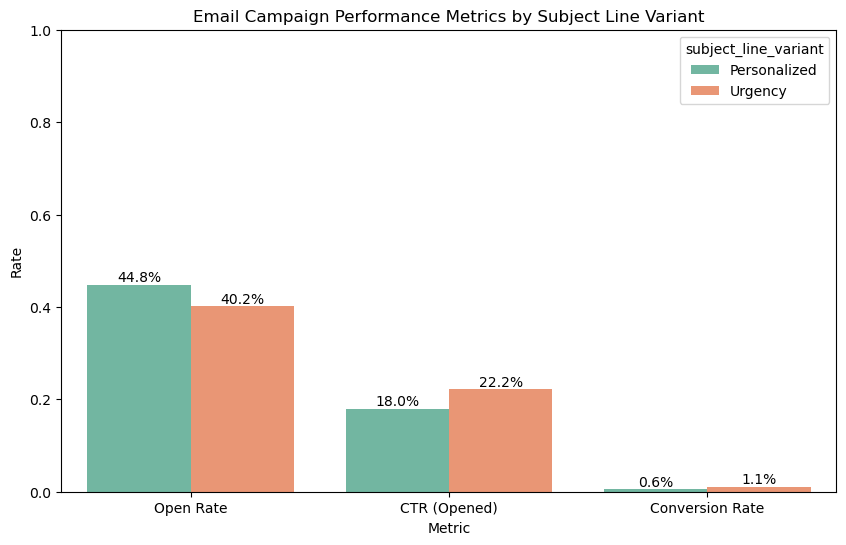 Email Campaign Performance Metrics by Subject Line Variant
1.0
0.8
0.6
0.4
0.2
0.0
Rate
subject_line_variant
Personalized
Urgency
44.8%
40.2%
18.0%
22.2%
0.6%
1.1%
Open Rate
CTR (Opened)
Conversion Rate
Metric